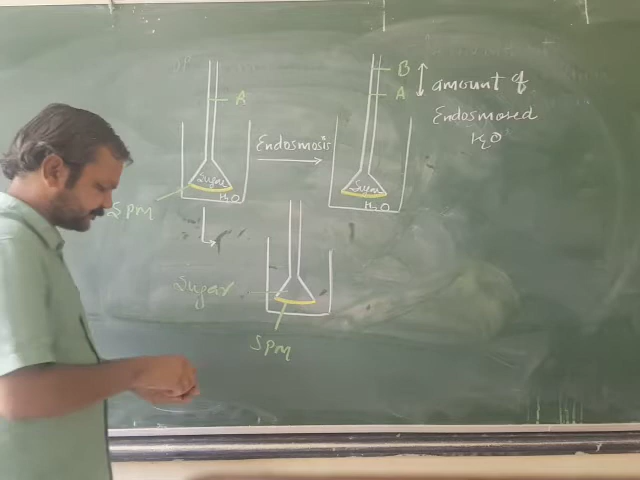 A
Sugar
H2O
Spm
Endosmosis
B
A
amount of
Endosmosed
H2O
Sugar
H2O
Sugar
Spm